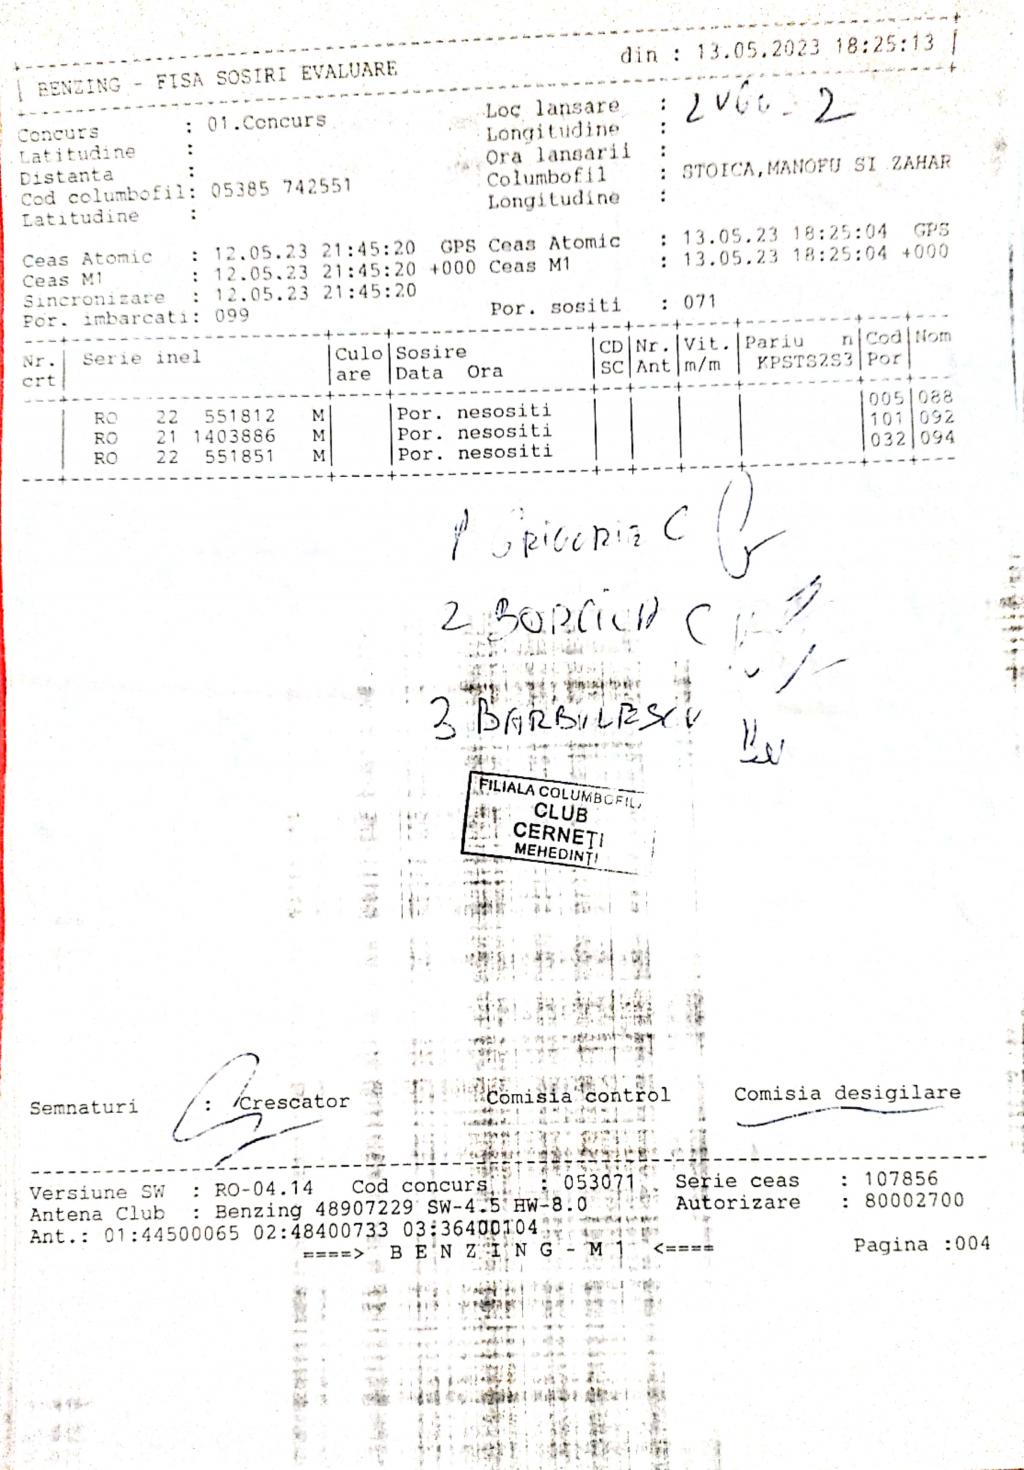 BENZING - FISA SOSIRI EVALUARE din : 13.05.2023 18:25:13
Concurs : 01.Concurs Loc lansare : LUGOJ 2
Latitudine : Longitudine :
Distanta : Ora lansarii :
Cod columbofil: 05385 742551 Columbofil : STOICA,MANOFU SI ZAHAR
Latitudine : Longitudine :
Ceas Atomic : 12.05.23 21:45:20 GPS Ceas Atomic : 13.05.23 18:25:04 GPS
Ceas M1 : 12.05.23 21:45:20 +000 Ceas M1 : 13.05.23 18:25:04 +000
Sincronizare : 12.05.23 21:45:20
Por. imbarcati: 099 Por. sositi : 071
Nr. Serie inel Culo Sosire CD Nr. Vit. Pariu n Cod Nom
crt are Data Ora SC Ant m/m KPSTS2S3 Por
RO 22 551812 M Por. nesositi 005 088
RO 21 1403886 M Por. nesositi 101 092
RO 22 551851 M Por. nesositi 032 094
1 GRIGORIE C
2 C
3 BARBULESCU
FILIALA COLUMBOFILA
CLUB
CERNEȚI
MEHEDINȚI
Semnaturi : Crescator Comisia control Comisia desigilare
Versiune SW : RO-04.14 Cod concurs : 053071 Serie ceas : 107856
Antena Club : Benzing 48907229 SW-4.5 HW-8.0 Autorizare : 80002700
Ant.: 01:44500065 02:48400733 03:36400104
====> B E N Z I N G - M 1 <==== Pagina :004